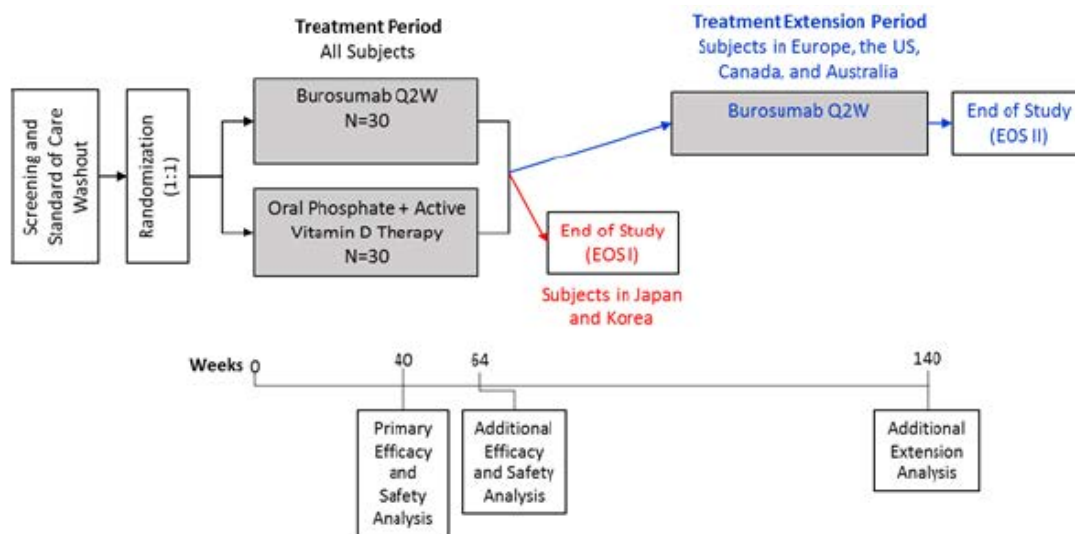 Treatment Period
All Subjects
Treatment Extension Period
Subjects in Europe, the US,
Canada, and Australia
Screening and
Standard of Care
Washout
Randomization
(1:1)
Burosumab Q2W
N=30
Oral Phosphate + Active
Vitamin D Therapy
N=30
Burosumab Q2W
End of Study
(EOS II)
End of Study
(EOS I)
Subjects in Japan
and Korea
Weeks
0
40
64
140
Primary
Efficacy
and
Safety
Analysis
Additional
Efficacy
and Safety
Analysis
Additional
Extension
Analysis